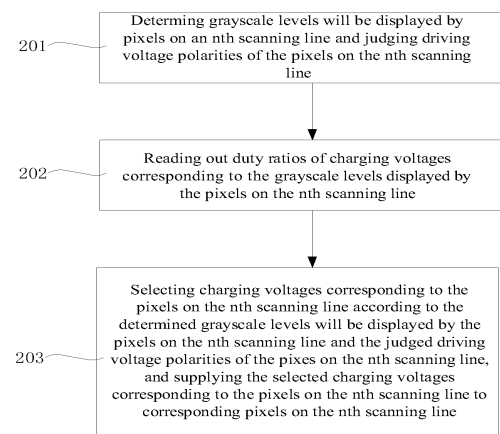 201
Determing grayscale levels will be displayed by
pixels on an nth scanning line and judging driving
voltage polarities of the pixels on the nth scanning
line
202
Reading out duty ratios of charging voltages
corresponding to the grayscale levels displayed by
the pixels on the nth scanning line
203
Selecting charging voltages corresponding to the
pixels on the nth scanning line according to the
determined grayscale levels will be displayed by the
pixels on the nth scanning line and the judged driving
voltage polarities of the pixes on the nth scanning line,
and supplying the selected charging voltages
corresponding to the pixels on the nth scanning line to
corresponding pixels on the nth scanning line